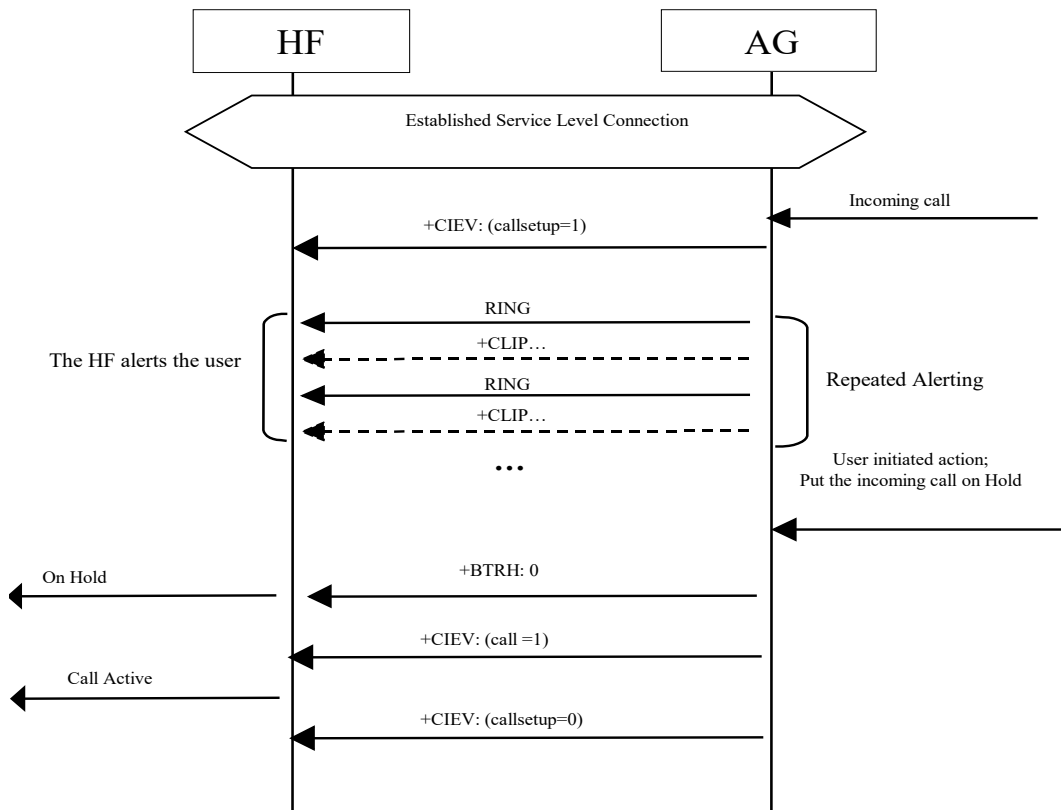 HF
AG
Established Service Level Connection
Incoming call
+CIEV: (callsetup=1)
RING
+CLIP…
The HF alerts the user
RING
Repeated Alerting
+CLIP…
...
User initiated action;
Put the incoming call on Hold
On Hold
+BTRH: 0
+CIEV: (call =1)
Call Active
+CIEV: (callsetup=0)